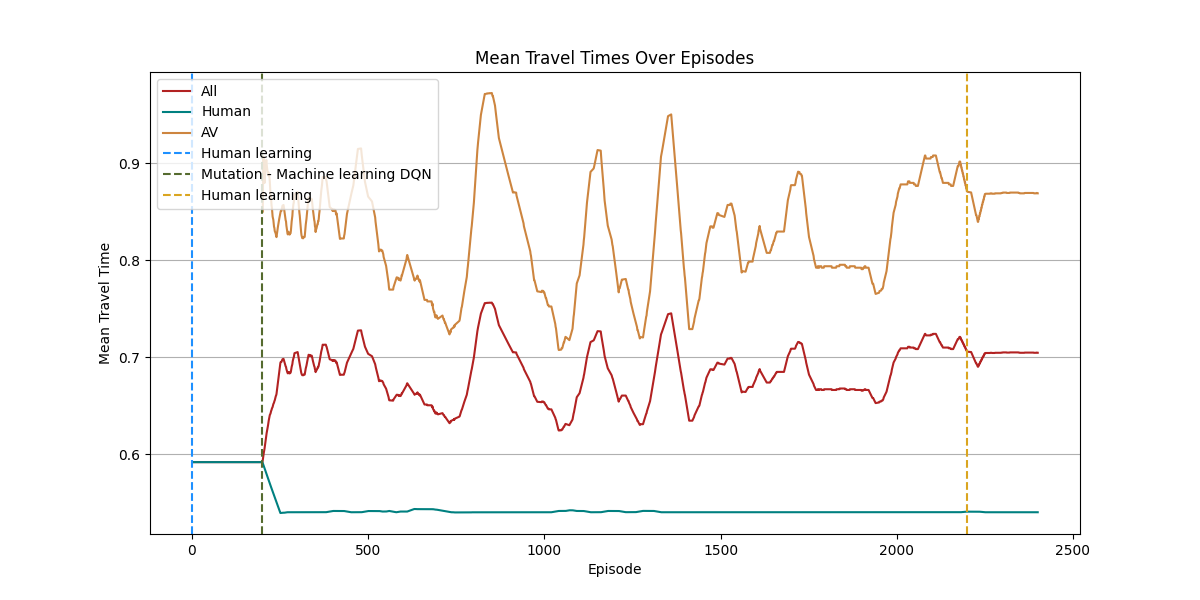 Mean Travel Times Over Episodes
All
Human
AV
Human learning
Mutation - Machine learning DQN
Human learning
Mean Travel Time
0.9
0.8
0.7
0.6
0
500
1000
1500
2000
2500
Episode